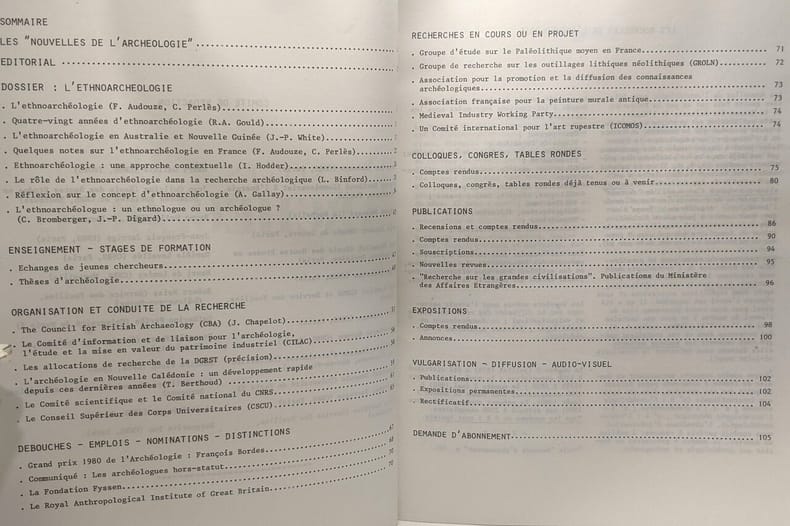 SOMMAIRE
LES "NOUVELLES DE L'ARCHEOLOGIE"
EDITORIAL
DOSSIER : L'ETHNOARCHEOLOGIE
. L'ethnoarchéologie (F. Audouze, C. Perlès)
. Quatre-vingt années d'ethnoarchéologie (R.A. Gould)
. L'ethnoarchéologie en Australie et Nouvelle Guinée (J.-P. White)
. Quelques notes sur l'ethnoarchéologie en France (F. Audouze, C. Perlès)
. Ethnoarchéologie : une approche contextuelle (I. Hodder)
. Le rôle de l'ethnoarchéologie dans la recherche archéologique (L. Binford)
. Réflexion sur le concept d'ethnoarchéologie (A. Gallay)
. L'ethnoarchéologue : un ethnologue ou un archéologue ?
(C. Bromberger, J.-P. Digard)
ENSEIGNEMENT - STAGES DE FORMATION
. Echanges de jeunes chercheurs
. Thèses d'archéologie
ORGANISATION ET CONDUITE DE LA RECHERCHE
. The Council for British Archaeology (CBA) (J. Chapelot)
. Le Comité d'information et de liaison pour l'archéologie,
l'étude et la mise en valeur du patrimoine industriel (CILAC)
. Les allocations de recherche de la DGRST (précision)
. L'archéologie en Nouvelle Calédonie : un développement rapide
depuis ces dernières années (T. Berthoud)
. Le Comité scientifique et le Comité national du CNRS
. Le Conseil Supérieur des Corps Universitaires (CSCU)
DEBOUCHES - EMPLOIS - NOMINATIONS - DISTINCTIONS
. Grand prix 1980 de l'Archéologie : François Bordes
. Communiqué : Les archéologues hors-statut
. La Fondation Fyssen
. Le Royal Anthropological Institute of Great Britain
RECHERCHES EN COURS OU EN PROJET
. Groupe d'étude sur le Paléolithique moyen en France 71
. Groupe de recherche sur les outillages lithiques néolithiques (GROLN) 72
. Association pour la promotion et la diffusion des connaissances
archéologiques 73
. Association française pour la peinture murale antique 73
. Medieval Industry Working Party 74
. Un Comité international pour l'art rupestre (ICOMOS) 74
COLLOQUES, CONGRES, TABLES RONDES
. Comptes rendus 75
. Colloques, congrès, tables rondes déjà tenus ou à venir 80
PUBLICATIONS
. Recensions et comptes rendus 86
. Comptes rendus 90
. Souscriptions 94
. Nouvelles revues 95
. "Recherche sur les grandes civilisations". Publications du Ministère
des Affaires Etrangères 96
EXPOSITIONS
. Comptes rendus 98
. Annonces 100
VULGARISATION - DIFFUSION - AUDIO-VISUEL
. Publications 102
. Expositions permanentes 102
. Rectificatif 104
DEMANDE D'ABONNEMENT 105